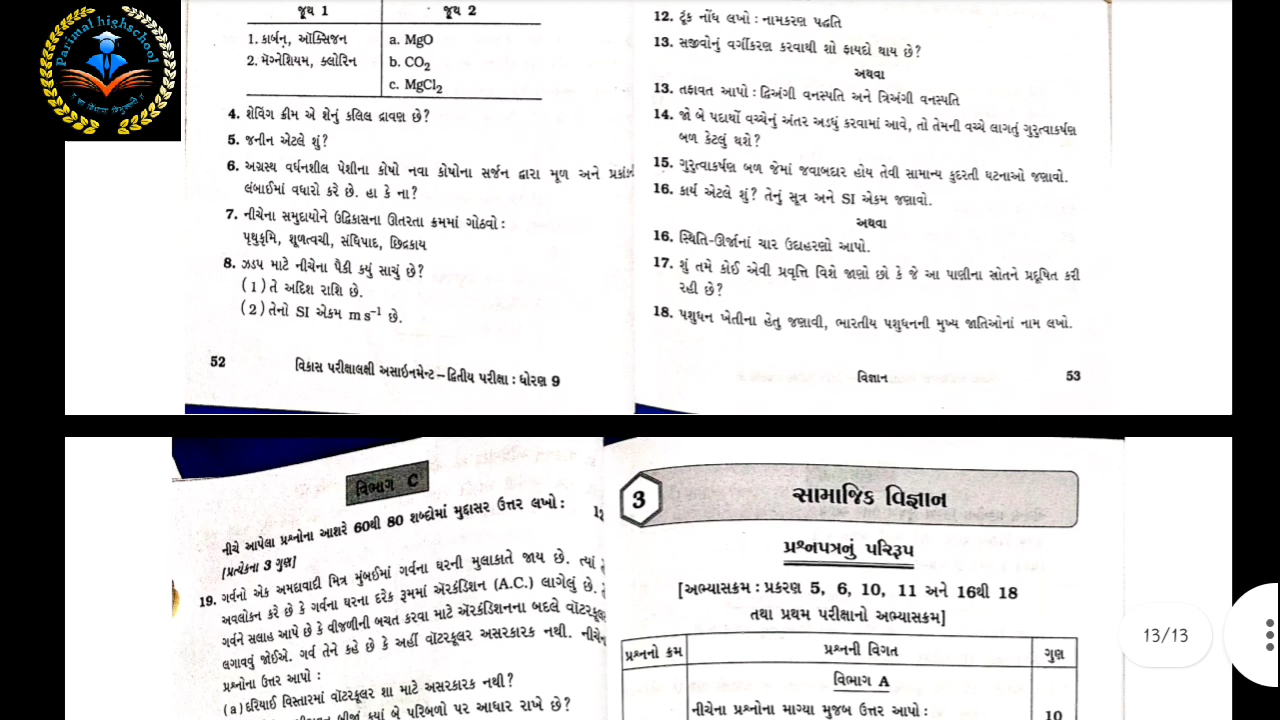 Parimal highschool
જૂથ 1 જૂથ 2
1. કાર્બન, ઑક્સિજન a. MgO
2. મૅગ્નેશિયમ, ક્લોરિન b. CO2
c. MgCl2
4. શેવિંગ ક્રીમ એ શેનું કલિલ દ્રાવણ છે?
5. જનીન એટલે શું?
6. અગ્રસ્થ વર્ધનશીલ પેશીના કોષો નવા કોષોના સર્જન દ્વારા મૂળ અને
લંબાઈમાં વધારો કરે છે. હા કે ના?
7. નીચેના સમુદાયોને ઉદ્વિકાસના ઊતરતા ક્રમમાં ગોઠવો :
પૃથુકૃમિ, શૂળત્વચી, સંધિપાદ, છિદ્રકાય
8. ઝડપ માટે નીચેના પૈકી ક્યું સાચું છે?
(1) તે અદિશ રાશિ છે.
(2) તેનો SI એકમ m s⁻¹ છે.
52 વિકાસ પરીક્ષાલક્ષી અસાઇનમેન્ટ – દ્વિતીય પરીક્ષા : ધોરણ 9
12. ટૂંક નોંધ લખો : નામકરણ પદ્ધતિ
13. સજીવોનું વર્ગીકરણ કરવાથી શો ફાયદો થાય છે?
અથવા
13. તફાવત આપો : દ્વિઅંગી વનસ્પતિ અને ત્રિઅંગી વનસ્પતિ
14. જો બે પદાર્થો વચ્ચેનું અંતર અડધું કરવામાં આવે, તો તેમની વચ્ચે લાગતું ગુરુત્વાકર્ષણ
બળ કેટલું થશે?
15. ગુરુત્વાકર્ષણ બળ જેમાં જવાબદાર હોય તેવી સામાન્ય કુદરતી ઘટનાઓ જણાવો.
16. કાર્ય એટલે શું? તેનું સૂત્ર અને SI એકમ જણાવો.
અથવા
16. સ્થિતિ-ઊર્જાનાં ચાર ઉદાહરણો આપો.
17. શું તમે કોઈ એવી પ્રવૃત્તિ વિશે જાણો છો કે જે આ પાણીના સ્રોતને પ્રદૂષિત કરી
રહી છે?
18. પશુધન ખેતીના હેતુ જણાવી, ભારતીય પશુધનની મુખ્ય જાતિઓનાં નામ લખો.
વિજ્ઞાન 53
વિભાગ C
નીચે આપેલા પ્રશ્નોના આશરે 60થી 80 શબ્દોમાં મુદ્દાસર ઉત્તર લખો :
[પ્રત્યેકના 3 ગુણ]
19. ગર્વનો એક અમદાવાદી મિત્ર મુંબઈમાં ગર્વના ઘરની મુલાકાતે જાય છે. ત્યાં
અવલોકન કરે છે કે ગર્વના ઘરના દરેક રૂમમાં ઍરકંડિશન (A.C.) લાગેલું છે.
ગર્વને સલાહ આપે છે કે વીજળીની બચત કરવા માટે ઍરકંડિશનના બદલે વૉટરકૂલર
લગાવવું જોઈએ. ગર્વ તેને કહે છે કે અહીં વૉટરકૂલર અસરકારક નથી. નીચેના
પ્રશ્નોના ઉત્તર આપો :
(a) દરિયાઈ વિસ્તારમાં વૉટરકૂલર શા માટે અસરકારક નથી?
બીજાં ક્યાં બે પરિબળો પર આધાર રાખે છે?
3 સામાજિક વિજ્ઞાન
પ્રશ્નપત્રનું પરિરૂપ
[અભ્યાસક્રમ : પ્રકરણ 5, 6, 10, 11 અને 16થી 18
તથા પ્રથમ પરીક્ષાનો અભ્યાસક્રમ]
પ્રશ્નનો ક્રમ પ્રશ્નની વિગત ગુણ
વિભાગ A
નીચેના પ્રશ્નોના માગ્યા મુજબ ઉત્તર આપો : 10
13/13